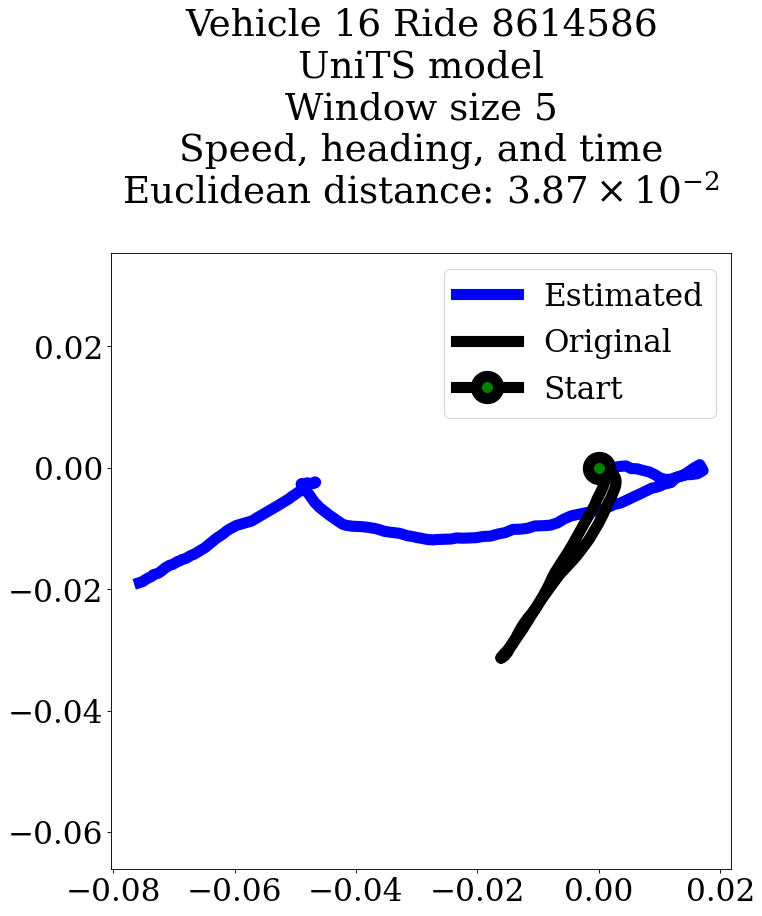 Vehicle 16 Ride 8614586
UniTS model
Window size 5
Speed, heading, and time
Euclidean distance: 3.87 × 10⁻²
Estimated
Original
Start
0.02
0.00
−0.02
−0.04
−0.06
−0.08 −0.06 −0.04 −0.02 0.00 0.02